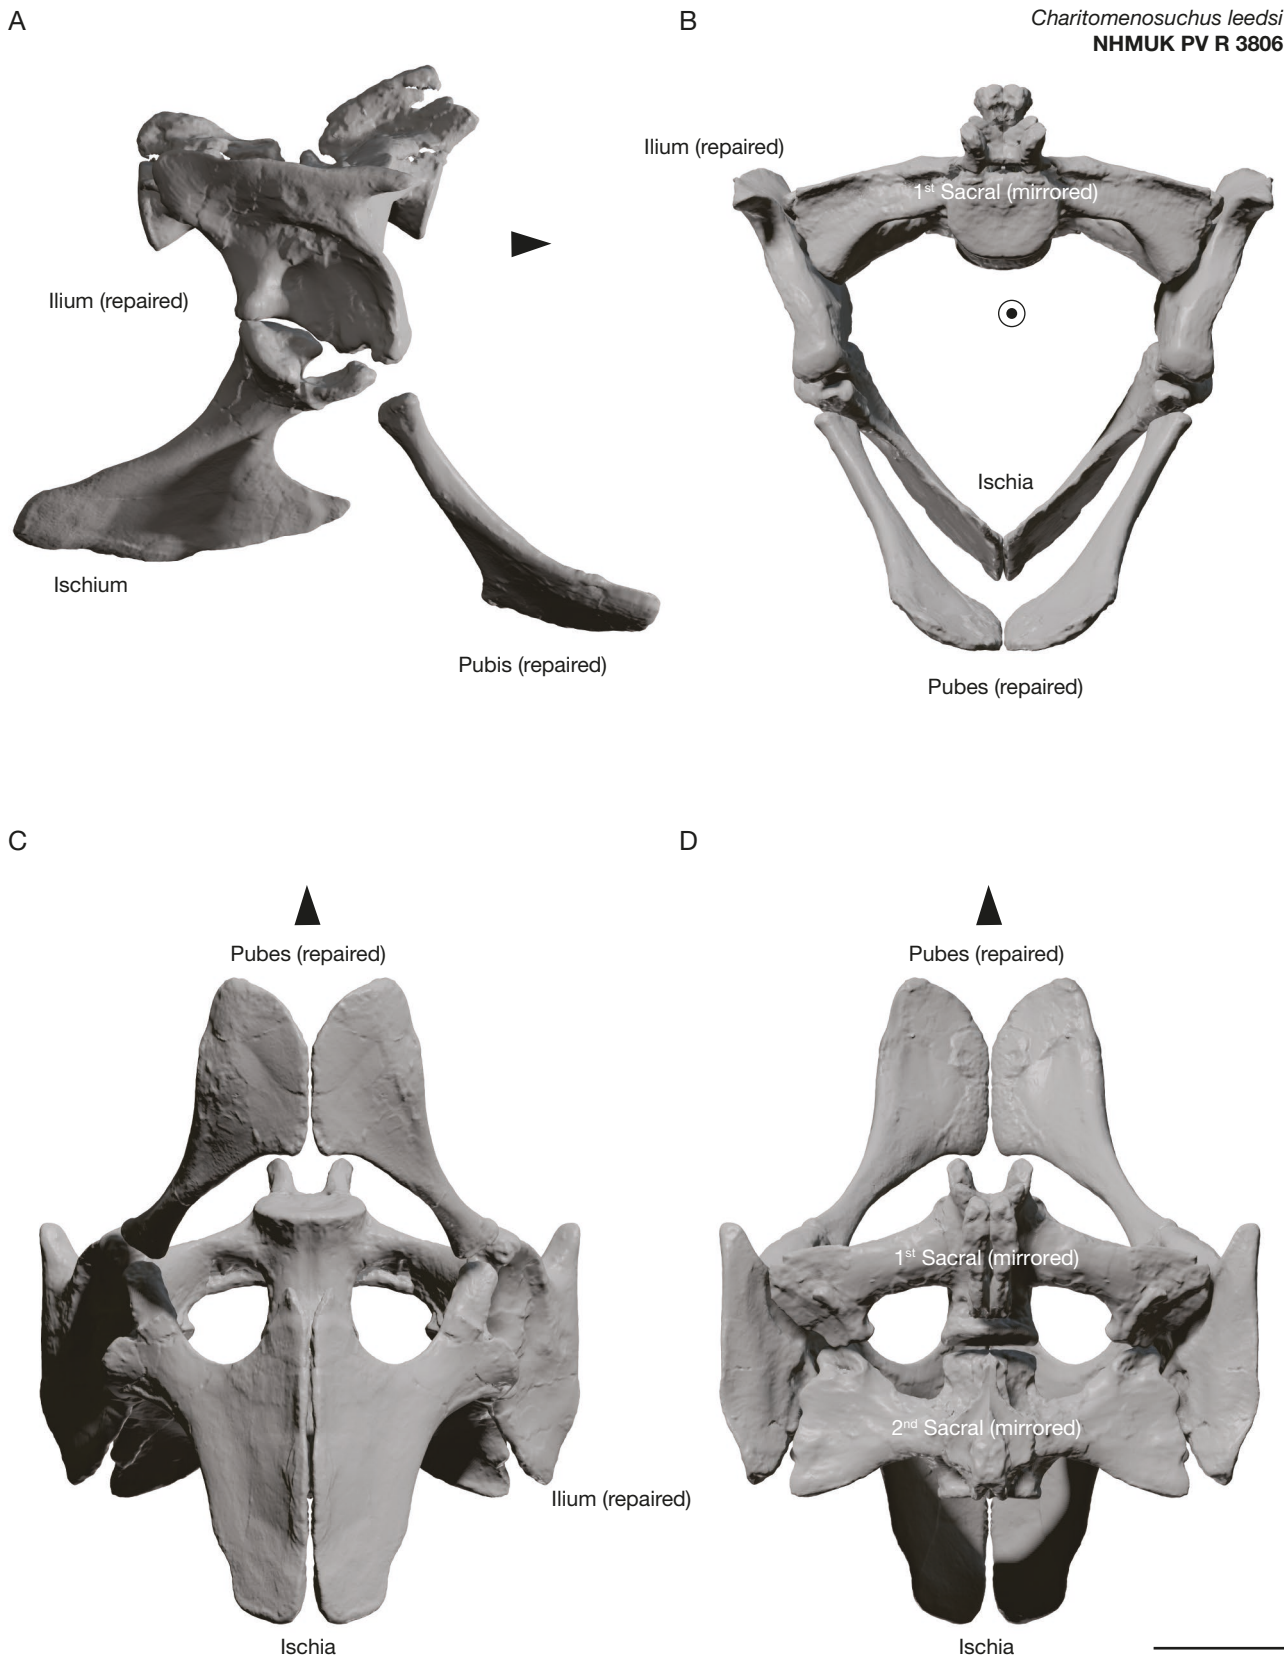 A
B
Charitomenosuchus leedsi
NHMUK PV R 3806
Ilium (repaired)
1st Sacral (mirrored)
Ilium (repaired)
Ischia
Ischium
Pubis (repaired)
Pubes (repaired)
C
D
Pubes (repaired)
Pubes (repaired)
1st Sacral (mirrored)
2nd Sacral (mirrored)
Ilium (repaired)
Ischia
Ischia